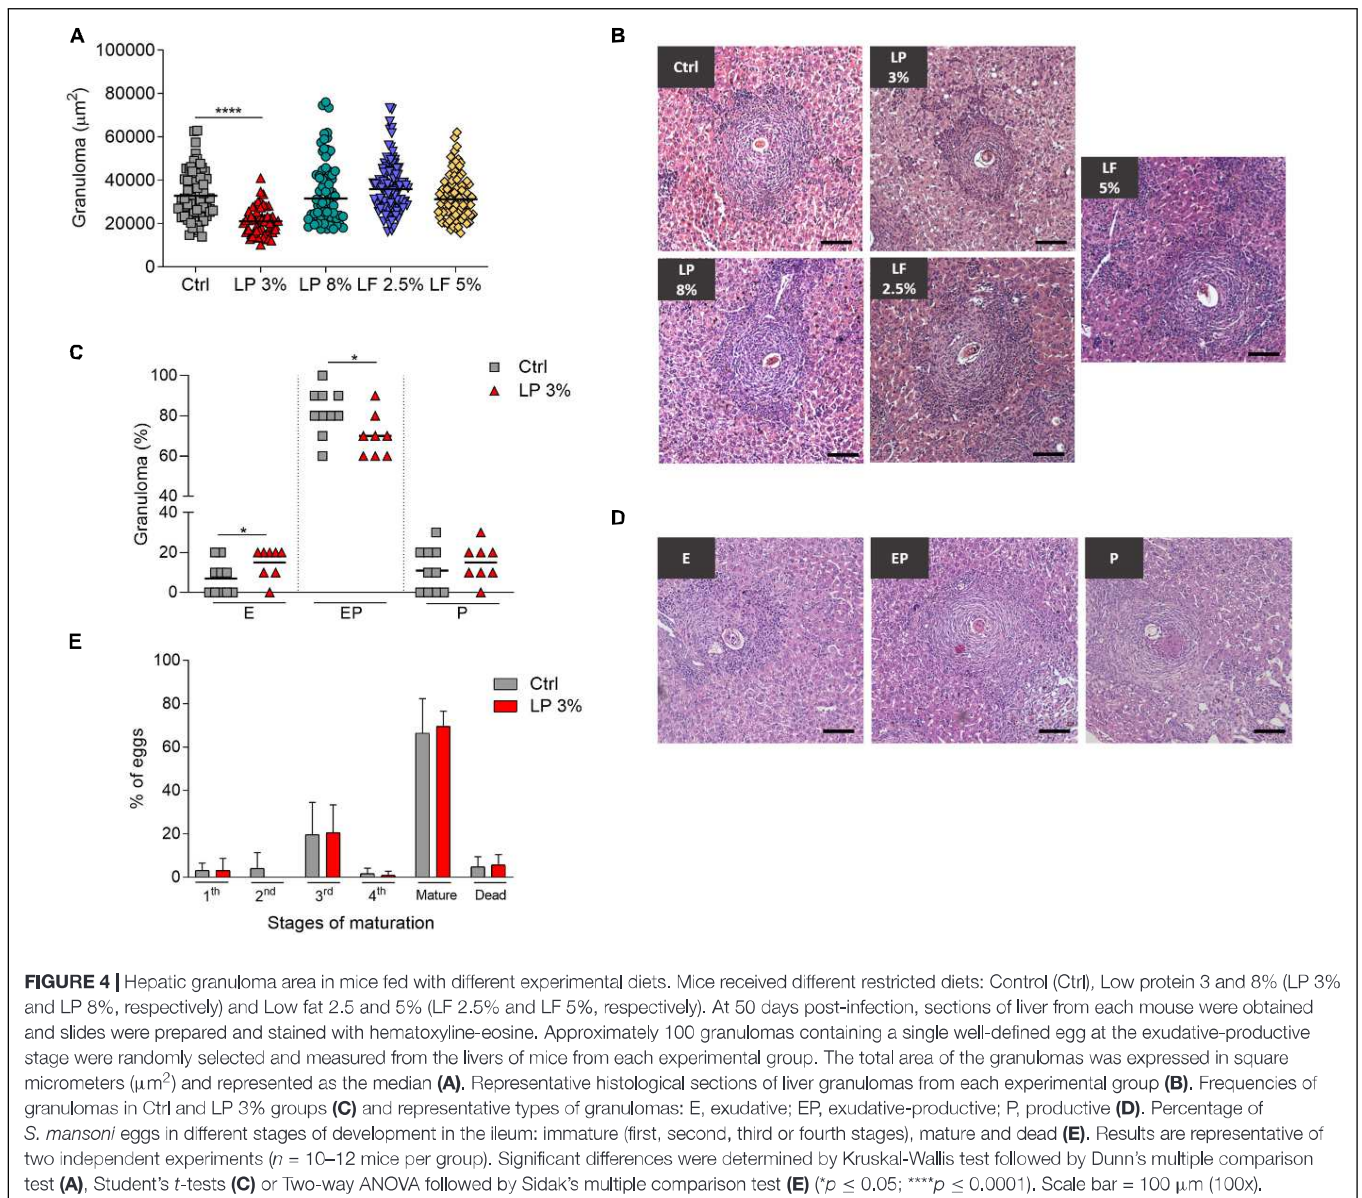 A
100000
80000
60000
40000
20000
0
Granuloma (μm²)
****
Ctrl
LP 3%
LP 8%
LF 2.5%
LF 5%
B
Ctrl
LP
3%
LP
8%
LF
2.5%
LF
5%
C
100
80
60
40
40
20
0
Granuloma (%)
*
*
Ctrl
LP 3%
E
EP
P
D
E
EP
P
E
100
80
60
40
20
0
% of eggs
Ctrl
LP 3%
1th
2nd
3rd
4th
Mature
Dead
Stages of maturation
FIGURE 4 | Hepatic granuloma area in mice fed with different experimental diets. Mice received different restricted diets: Control (Ctrl), Low protein 3 and 8% (LP 3%
and LP 8%, respectively) and Low fat 2.5 and 5% (LF 2.5% and LF 5%, respectively). At 50 days post-infection, sections of liver from each mouse were obtained
and slides were prepared and stained with hematoxyline-eosine. Approximately 100 granulomas containing a single well-defined egg at the exudative-productive
stage were randomly selected and measured from the livers of mice from each experimental group. The total area of the granulomas was expressed in square
micrometers (μm²) and represented as the median (A). Representative histological sections of liver granulomas from each experimental group (B). Frequencies of
granulomas in Ctrl and LP 3% groups (C) and representative types of granulomas: E, exudative; EP, exudative-productive; P, productive (D). Percentage of
S. mansoni eggs in different stages of development in the ileum: immature (first, second, third or fourth stages), mature and dead (E). Results are representative of
two independent experiments (n = 10–12 mice per group). Significant differences were determined by Kruskal-Wallis test followed by Dunn's multiple comparison
test (A), Student's t-tests (C) or Two-way ANOVA followed by Sidak's multiple comparison test (E) (*p ≤ 0.05; ****p ≤ 0.0001). Scale bar = 100 μm (100x).